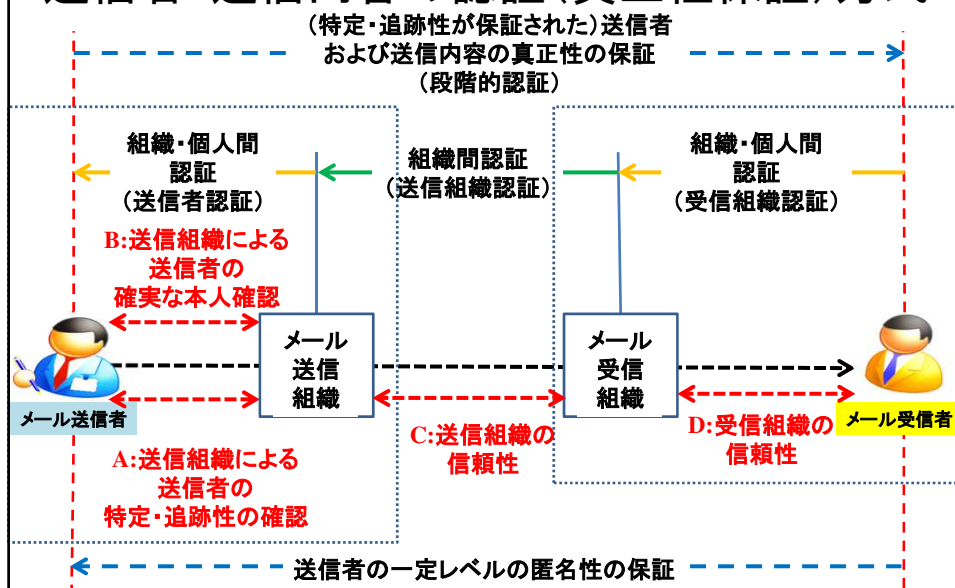 (特定・追跡性が保証された)送信者
および送信内容の真正性の保証
(段階的認証)
組織・個人間
認証
(送信者認証)
組織間認証
(送信組織認証)
組織・個人間
認証
(受信組織認証)
B:送信組織による
送信者の
確実な本人確認
メール
送信
組織
メール
受信
組織
メール送信者
メール受信者
C:送信組織の
信頼性
D:受信組織の
信頼性
A:送信組織による
送信者の
特定・追跡性の確認
送信者の一定レベルの匿名性の保証